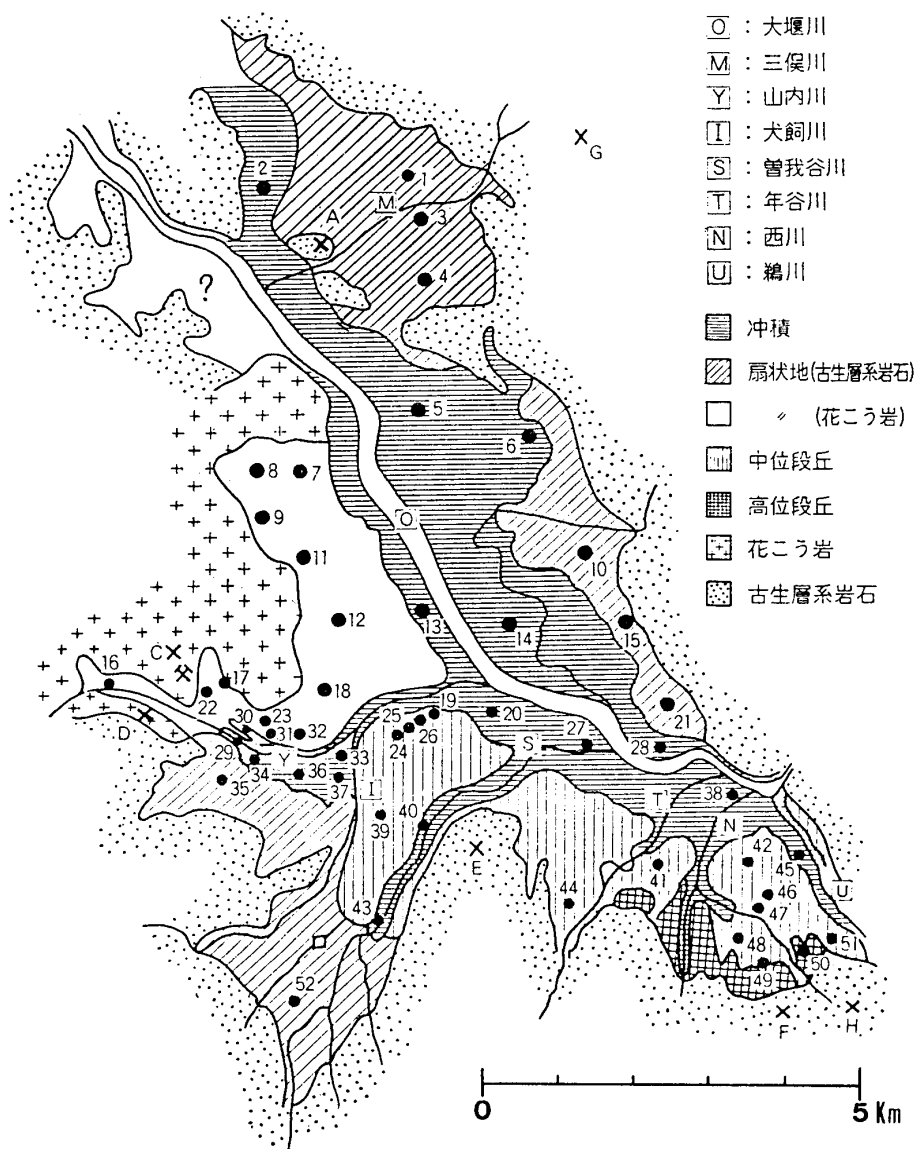 O : 大堰川
M : 三俣川
Y : 山内川
I : 犬飼川
S : 曽我谷川
T : 年谷川
N : 西川
U : 鵜川
沖積
扇状地(古生層系岩石)
〃 (花こう岩)
中位段丘
高位段丘
花こう岩
古生層系岩石
G
2
1
M
A
3
4
?
5
6
8
7
9
O
11
10
12
13
14
15
C
16
17
22
18
21
D
30
23
25
19
20
31
32
24
26
27
28
S
29
Y
33
34
36
35
37
I
T
38
N
39
40
E
42
45
41
46
U
44
47
43
48
51
50
49
52
F
H
0
5 Km